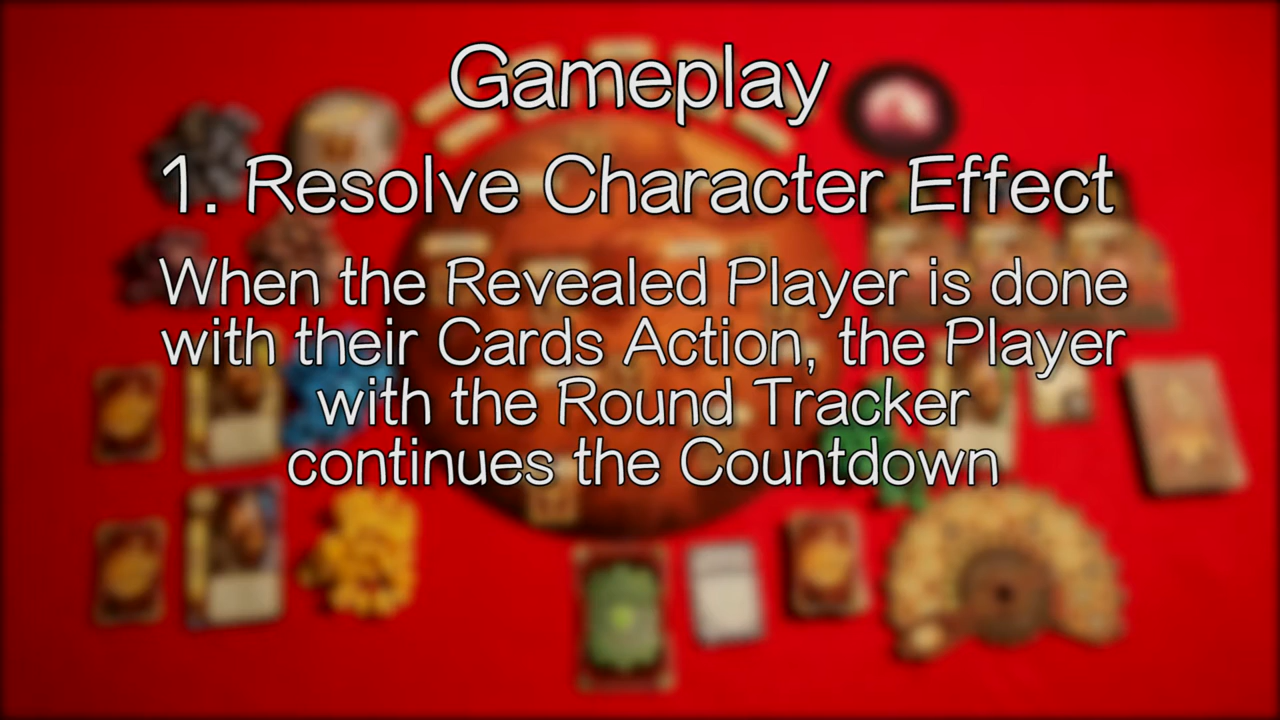 Gameplay
1. Resolve Character Effect
When the Revealed Player is done
with their Cards Action, the Player
with the Round Tracker
continues the Countdown